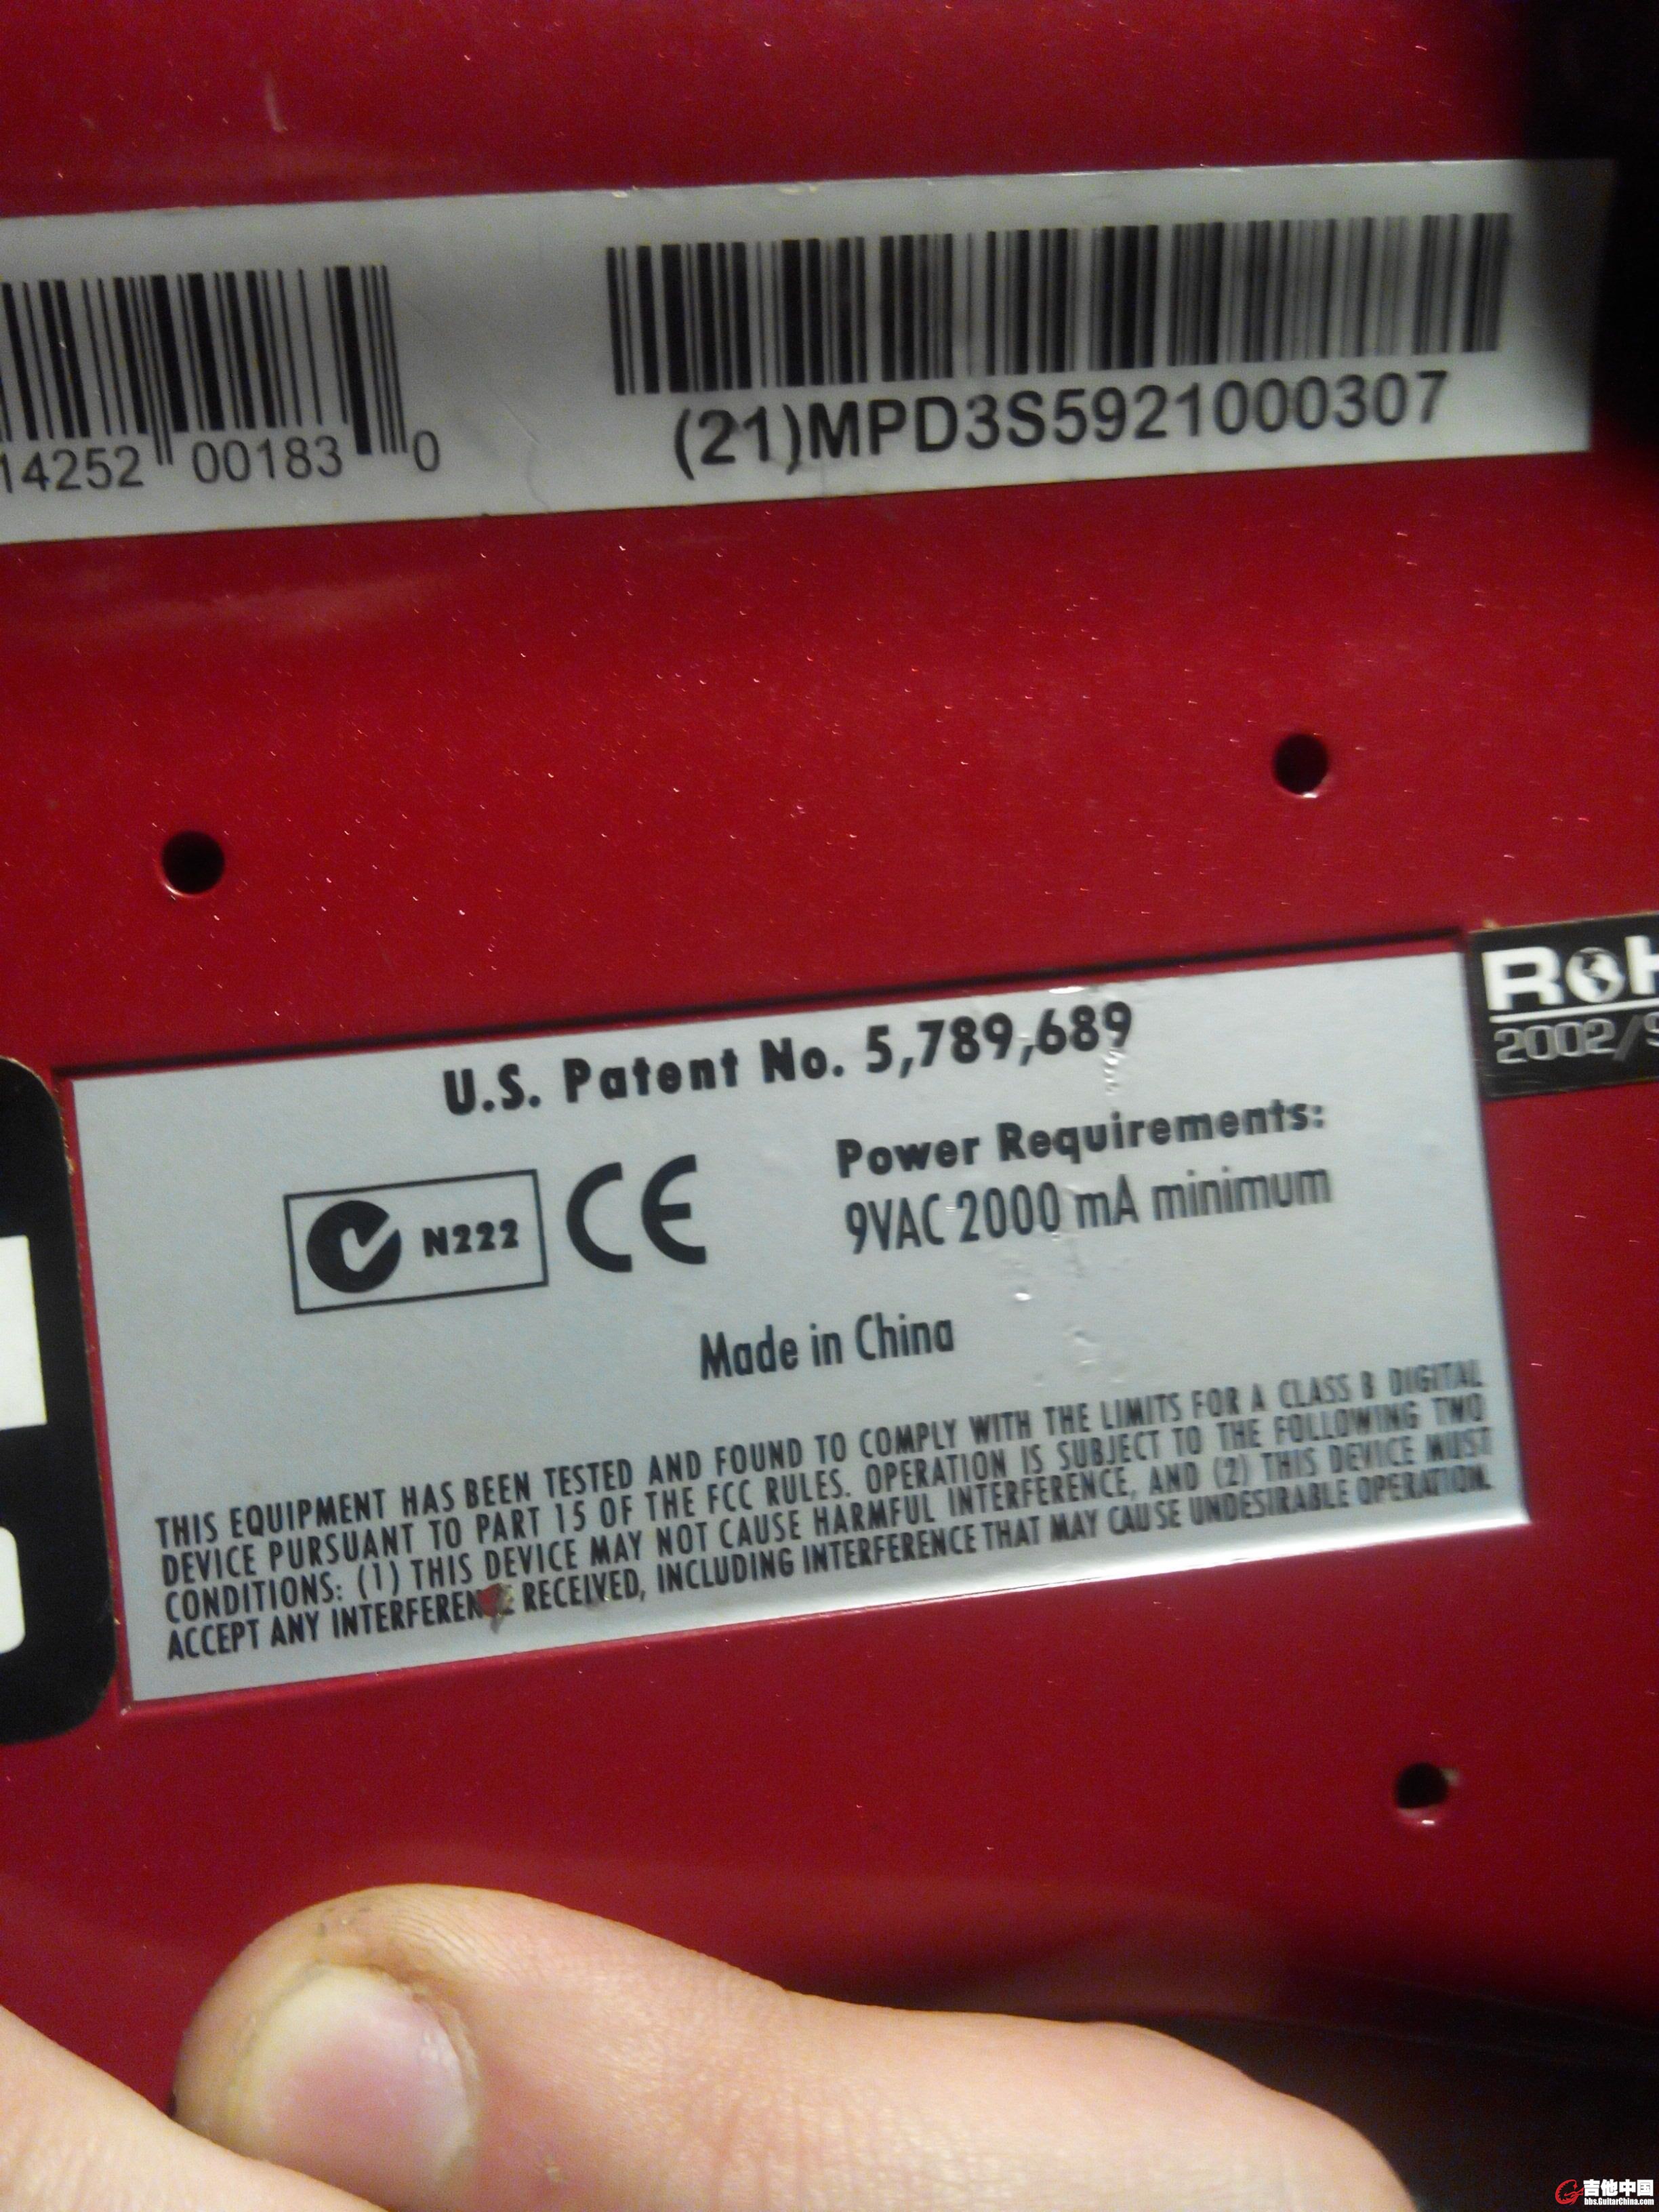 14252 00183 0
(21)MPD3S5921000307
RoH
2002/9
U.S. Patent No. 5,789,689
N222 CE
Power Requirements:
9VAC 2000 mA minimum
Made in China
THIS EQUIPMENT HAS BEEN TESTED AND FOUND TO COMPLY WITH THE LIMITS FOR A CLASS B DIGITAL
DEVICE PURSUANT TO PART 15 OF THE FCC RULES. OPERATION IS SUBJECT TO THE FOLLOWING TWO
CONDITIONS: (1) THIS DEVICE MAY NOT CAUSE HARMFUL INTERFERENCE, AND (2) THIS DEVICE MUST
ACCEPT ANY INTERFERENCE RECEIVED, INCLUDING INTERFERENCE THAT MAY CAUSE UNDESIRABLE OPERATION.
吉他中国
bbs.GuitarChina.com